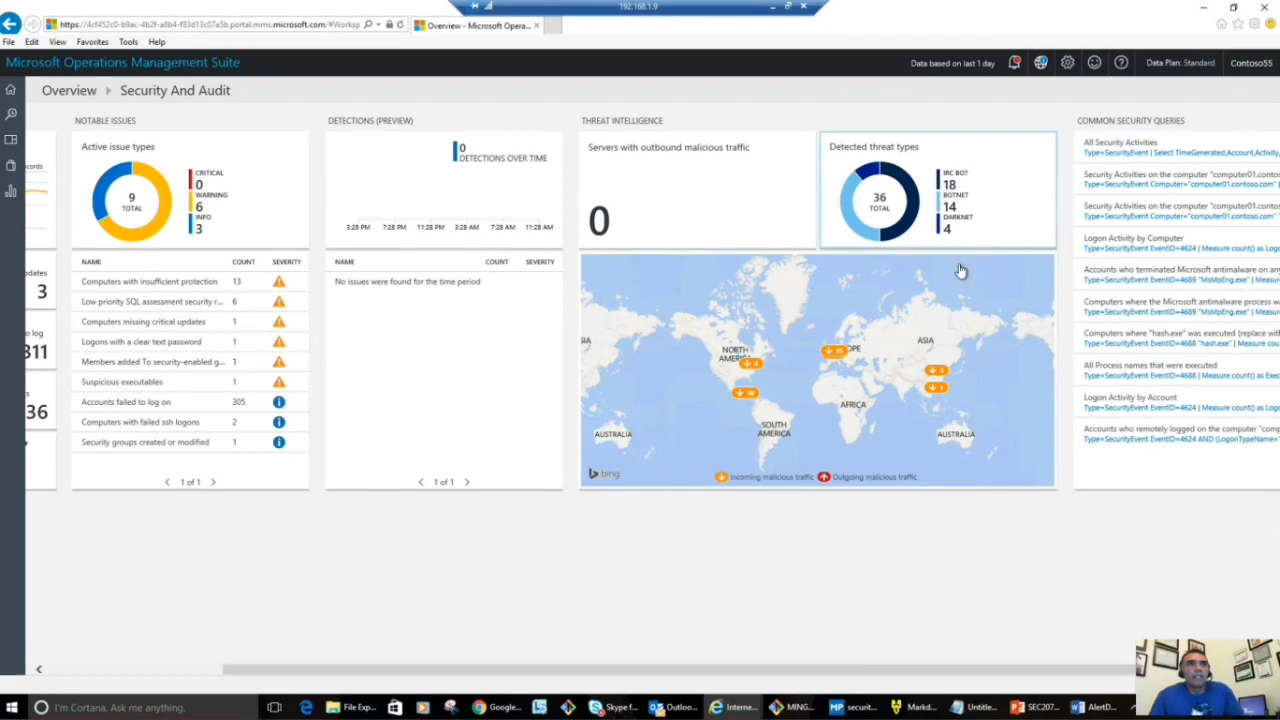 192.168.1.9
https://4cf452c0-b9ac-4b2f-a8b4-f83d13c07a5b.portal.mms.microsoft.com/#Worksp
Overview - Microsoft Opera...
File Edit View Favorites Tools Help
Microsoft Operations Management Suite
Data based on last 1 day
Data Plan: Standard
Contoso55
Overview
Security And Audit
NOTABLE ISSUES
DETECTIONS (PREVIEW)
THREAT INTELLIGENCE
COMMON SECURITY QUERIES
cords
dates
3
o log
811
s
36
Active issue types
9
TOTAL
CRITICAL
0
WARNING
6
INFO
3
NAME COUNT SEVERITY
Computers with insufficient protection 13
Low priority SQL assessment security r... 6
Computers missing critical updates 1
Logons with a clear text password 1
Members added To security-enabled g... 1
Suspicious executables 1
Accounts failed to log on 305
Computers with failed ssh logons 2
Security groups created or modified 1
1 of 1
0
DETECTIONS OVER TIME
3:28 PM 7:28 PM 11:28 PM 3:28 AM 7:28 AM 11:28 AM
NAME COUNT SEVERITY
No issues were found for the time period
1 of 1
Servers with outbound malicious traffic
0
Detected threat types
36
TOTAL
IRC BOT
18
BOTNET
14
DARKNET
4
SIA
NORTH
AMERIC
OPE
ASIA
AFRICA
SOUTH
AMERICA
AUSTRALIA
AUSTRALIA
bing
Incoming malicious traffic
Outgoing malicious traffic
All Security Activities
Type=SecurityEvent | Select TimeGenerated,Account,Activity,
Security Activities on the computer "computer01.contos
Type=SecurityEvent Computer="computer01.contoso.com" |
Security Activities on the computer "computer01.contos
Type=SecurityEvent Computer="computer01.contoso.com"
Logon Activity by Computer
Type=SecurityEvent EventID=4624 | Measure count() as Logo
Accounts who terminated Microsoft antimalware on any
Type=SecurityEvent EventID=4689 "MsMpEng.exe" | Measure
Computers where the Microsoft antimalware process wa
Type=SecurityEvent EventID=4689 "MsMpEng.exe" | Measure
Computers where "hash.exe" was executed (replace with
Type=SecurityEvent EventID=4688 "hash.exe" | Measure cou
All Process names that were executed
Type=SecurityEvent EventID=4688 | Measure count() as Exec
Logon Activity by Account
Type=SecurityEvent EventID=4624 | Measure count() as Logo
Accounts who remotely logged on the computer "comp
Type=SecurityEvent EventID=4624 AND (LogonTypeName=
I'm Cortana. Ask me anything.
File Exp...
Google...
Skype f...
Outloo...
Interne...
MING...
securit...
Markd...
Untitle...
SEC207...
AlertD...